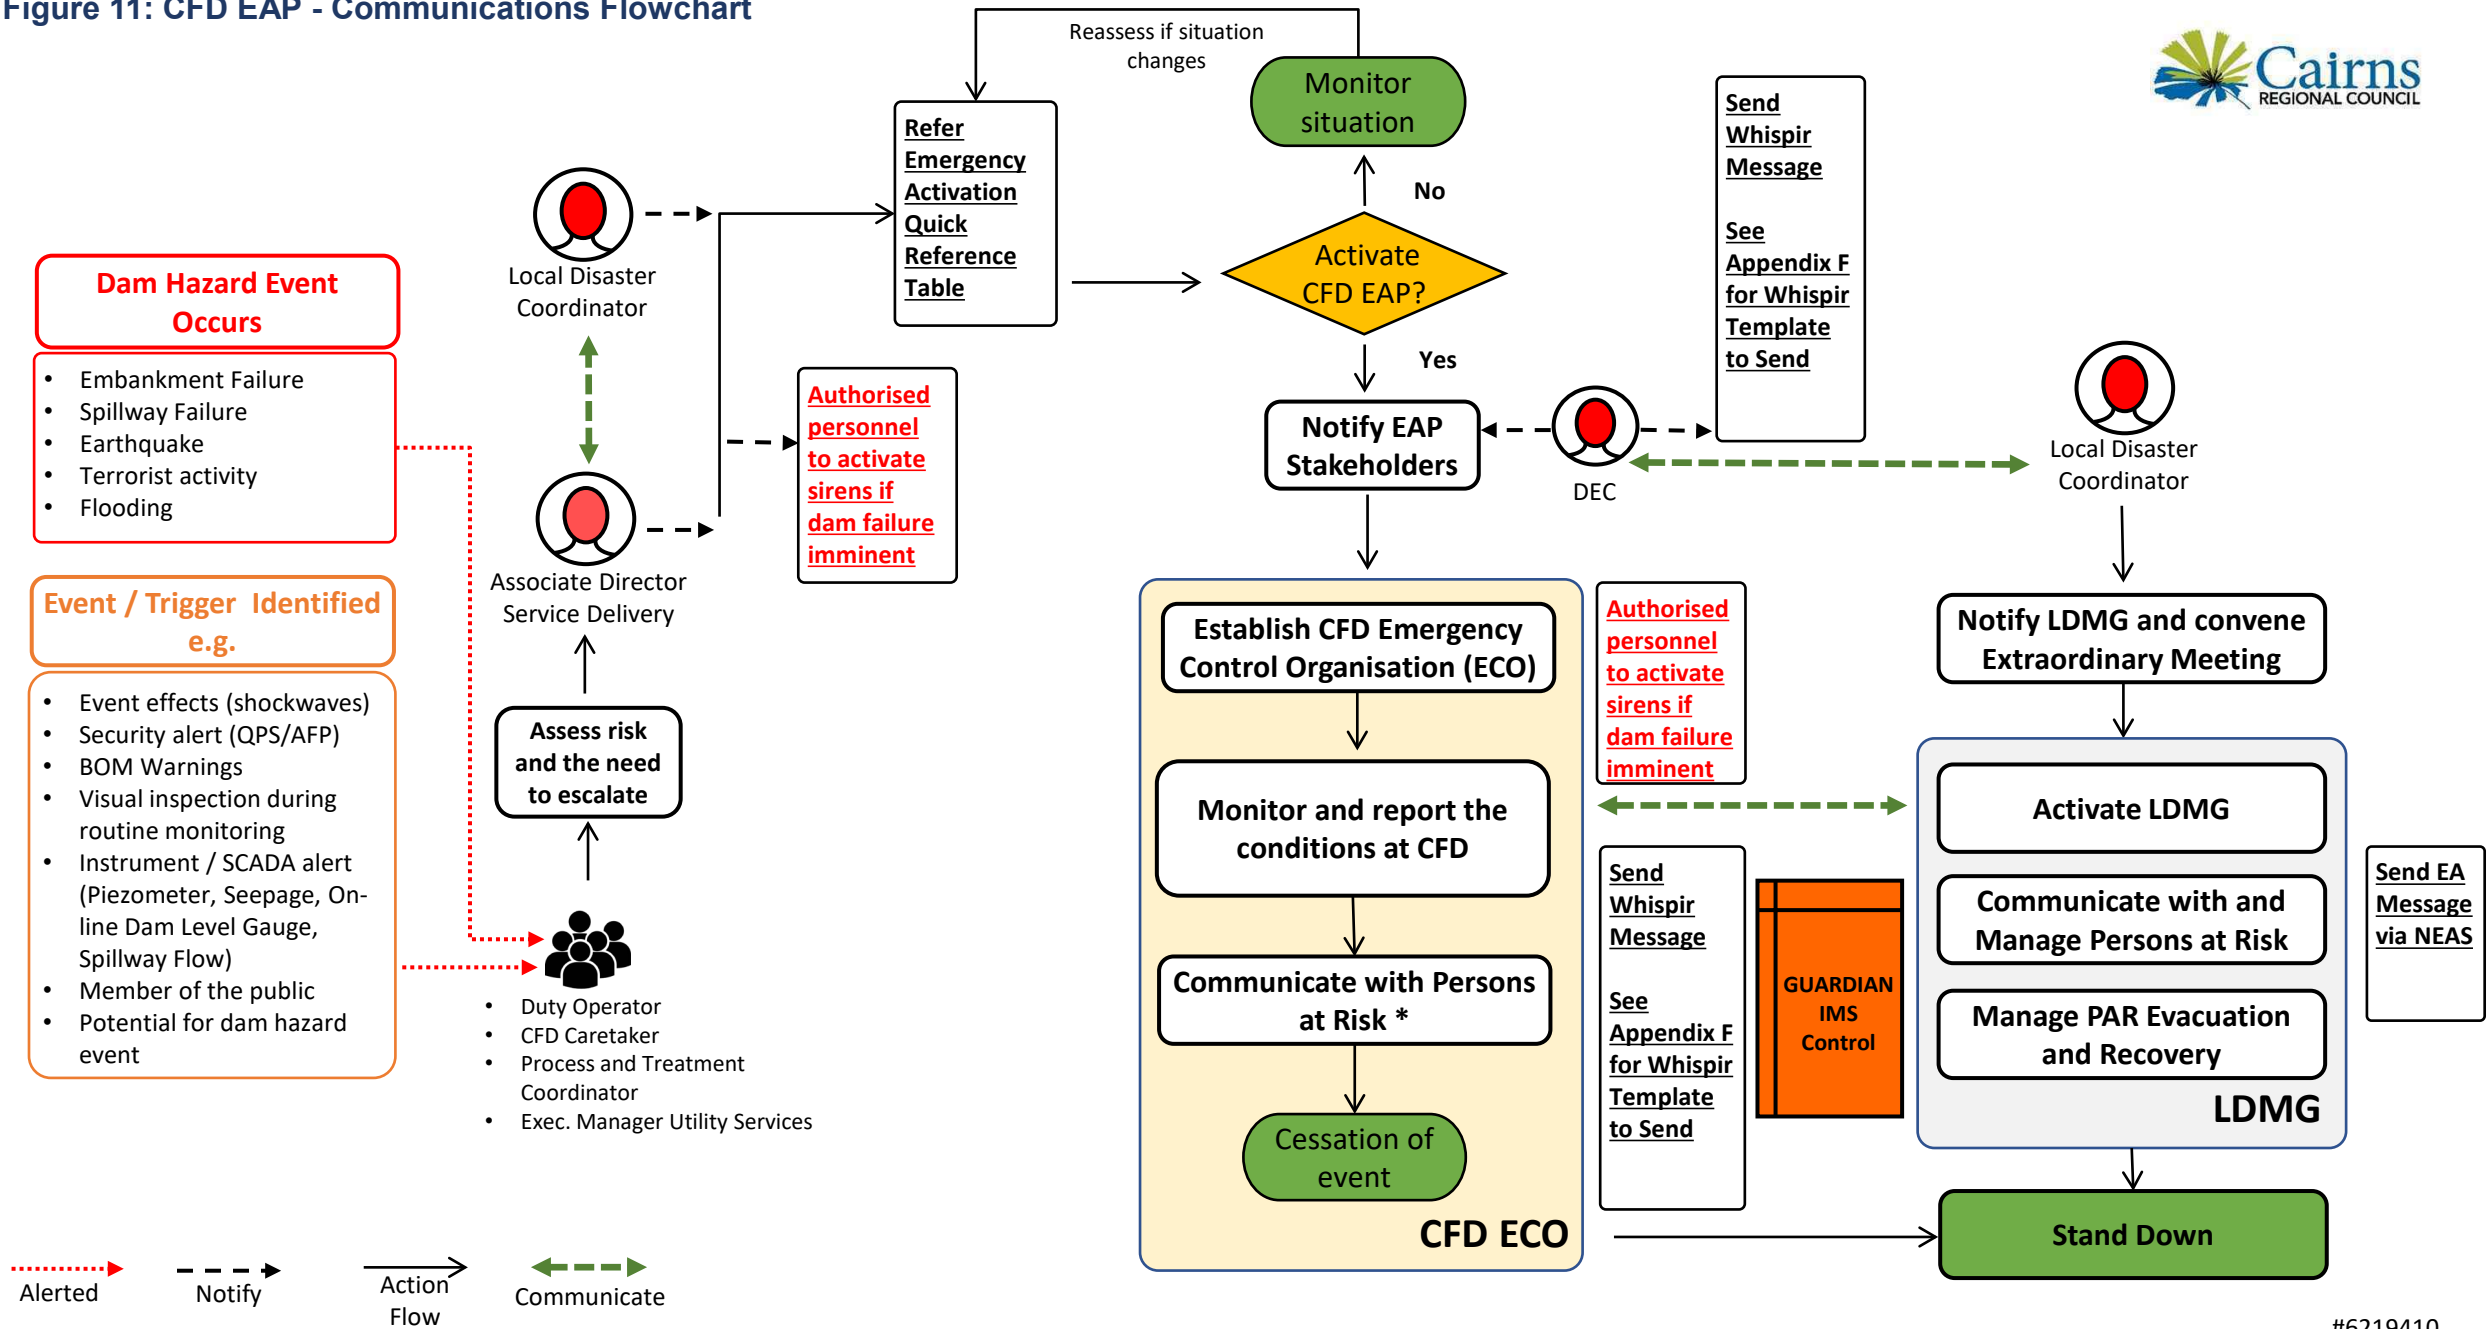 Figure 11: CFD EAP - Communications Flowchart
Reassess if situation
changes
Monitor
situation
Cairns
REGIONAL COUNCIL
Refer
Emergency
Activation
Quick
Reference
Table
No
Activate
CFD EAP?
Yes
Send
Whispir
Message
See
Appendix F
for Whispir
Template
to Send
Local Disaster
Coordinator
Dam Hazard Event
Occurs
• Embankment Failure
• Spillway Failure
• Earthquake
• Terrorist activity
• Flooding
Authorised
personnel
to activate
sirens if
dam failure
imminent
Notify EAP
Stakeholders
DEC
Local Disaster
Coordinator
Associate Director
Service Delivery
Event / Trigger Identified
e.g.
• Event effects (shockwaves)
• Security alert (QPS/AFP)
• BOM Warnings
• Visual inspection during
routine monitoring
• Instrument / SCADA alert
(Piezometer, Seepage, On-
line Dam Level Gauge,
Spillway Flow)
• Member of the public
• Potential for dam hazard
event
Assess risk
and the need
to escalate
• Duty Operator
• CFD Caretaker
• Process and Treatment
Coordinator
• Exec. Manager Utility Services
Establish CFD Emergency
Control Organisation (ECO)
Monitor and report the
conditions at CFD
Communicate with Persons
at Risk *
Cessation of
event
CFD ECO
Authorised
personnel
to activate
sirens if
dam failure
imminent
Send
Whispir
Message
See
Appendix F
for Whispir
Template
to Send
GUARDIAN
IMS
Control
Notify LDMG and convene
Extraordinary Meeting
Activate LDMG
Communicate with and
Manage Persons at Risk
Manage PAR Evacuation
and Recovery
LDMG
Send EA
Message
via NEAS
Stand Down
Alerted
Notify
Action
Flow
Communicate
#6219410